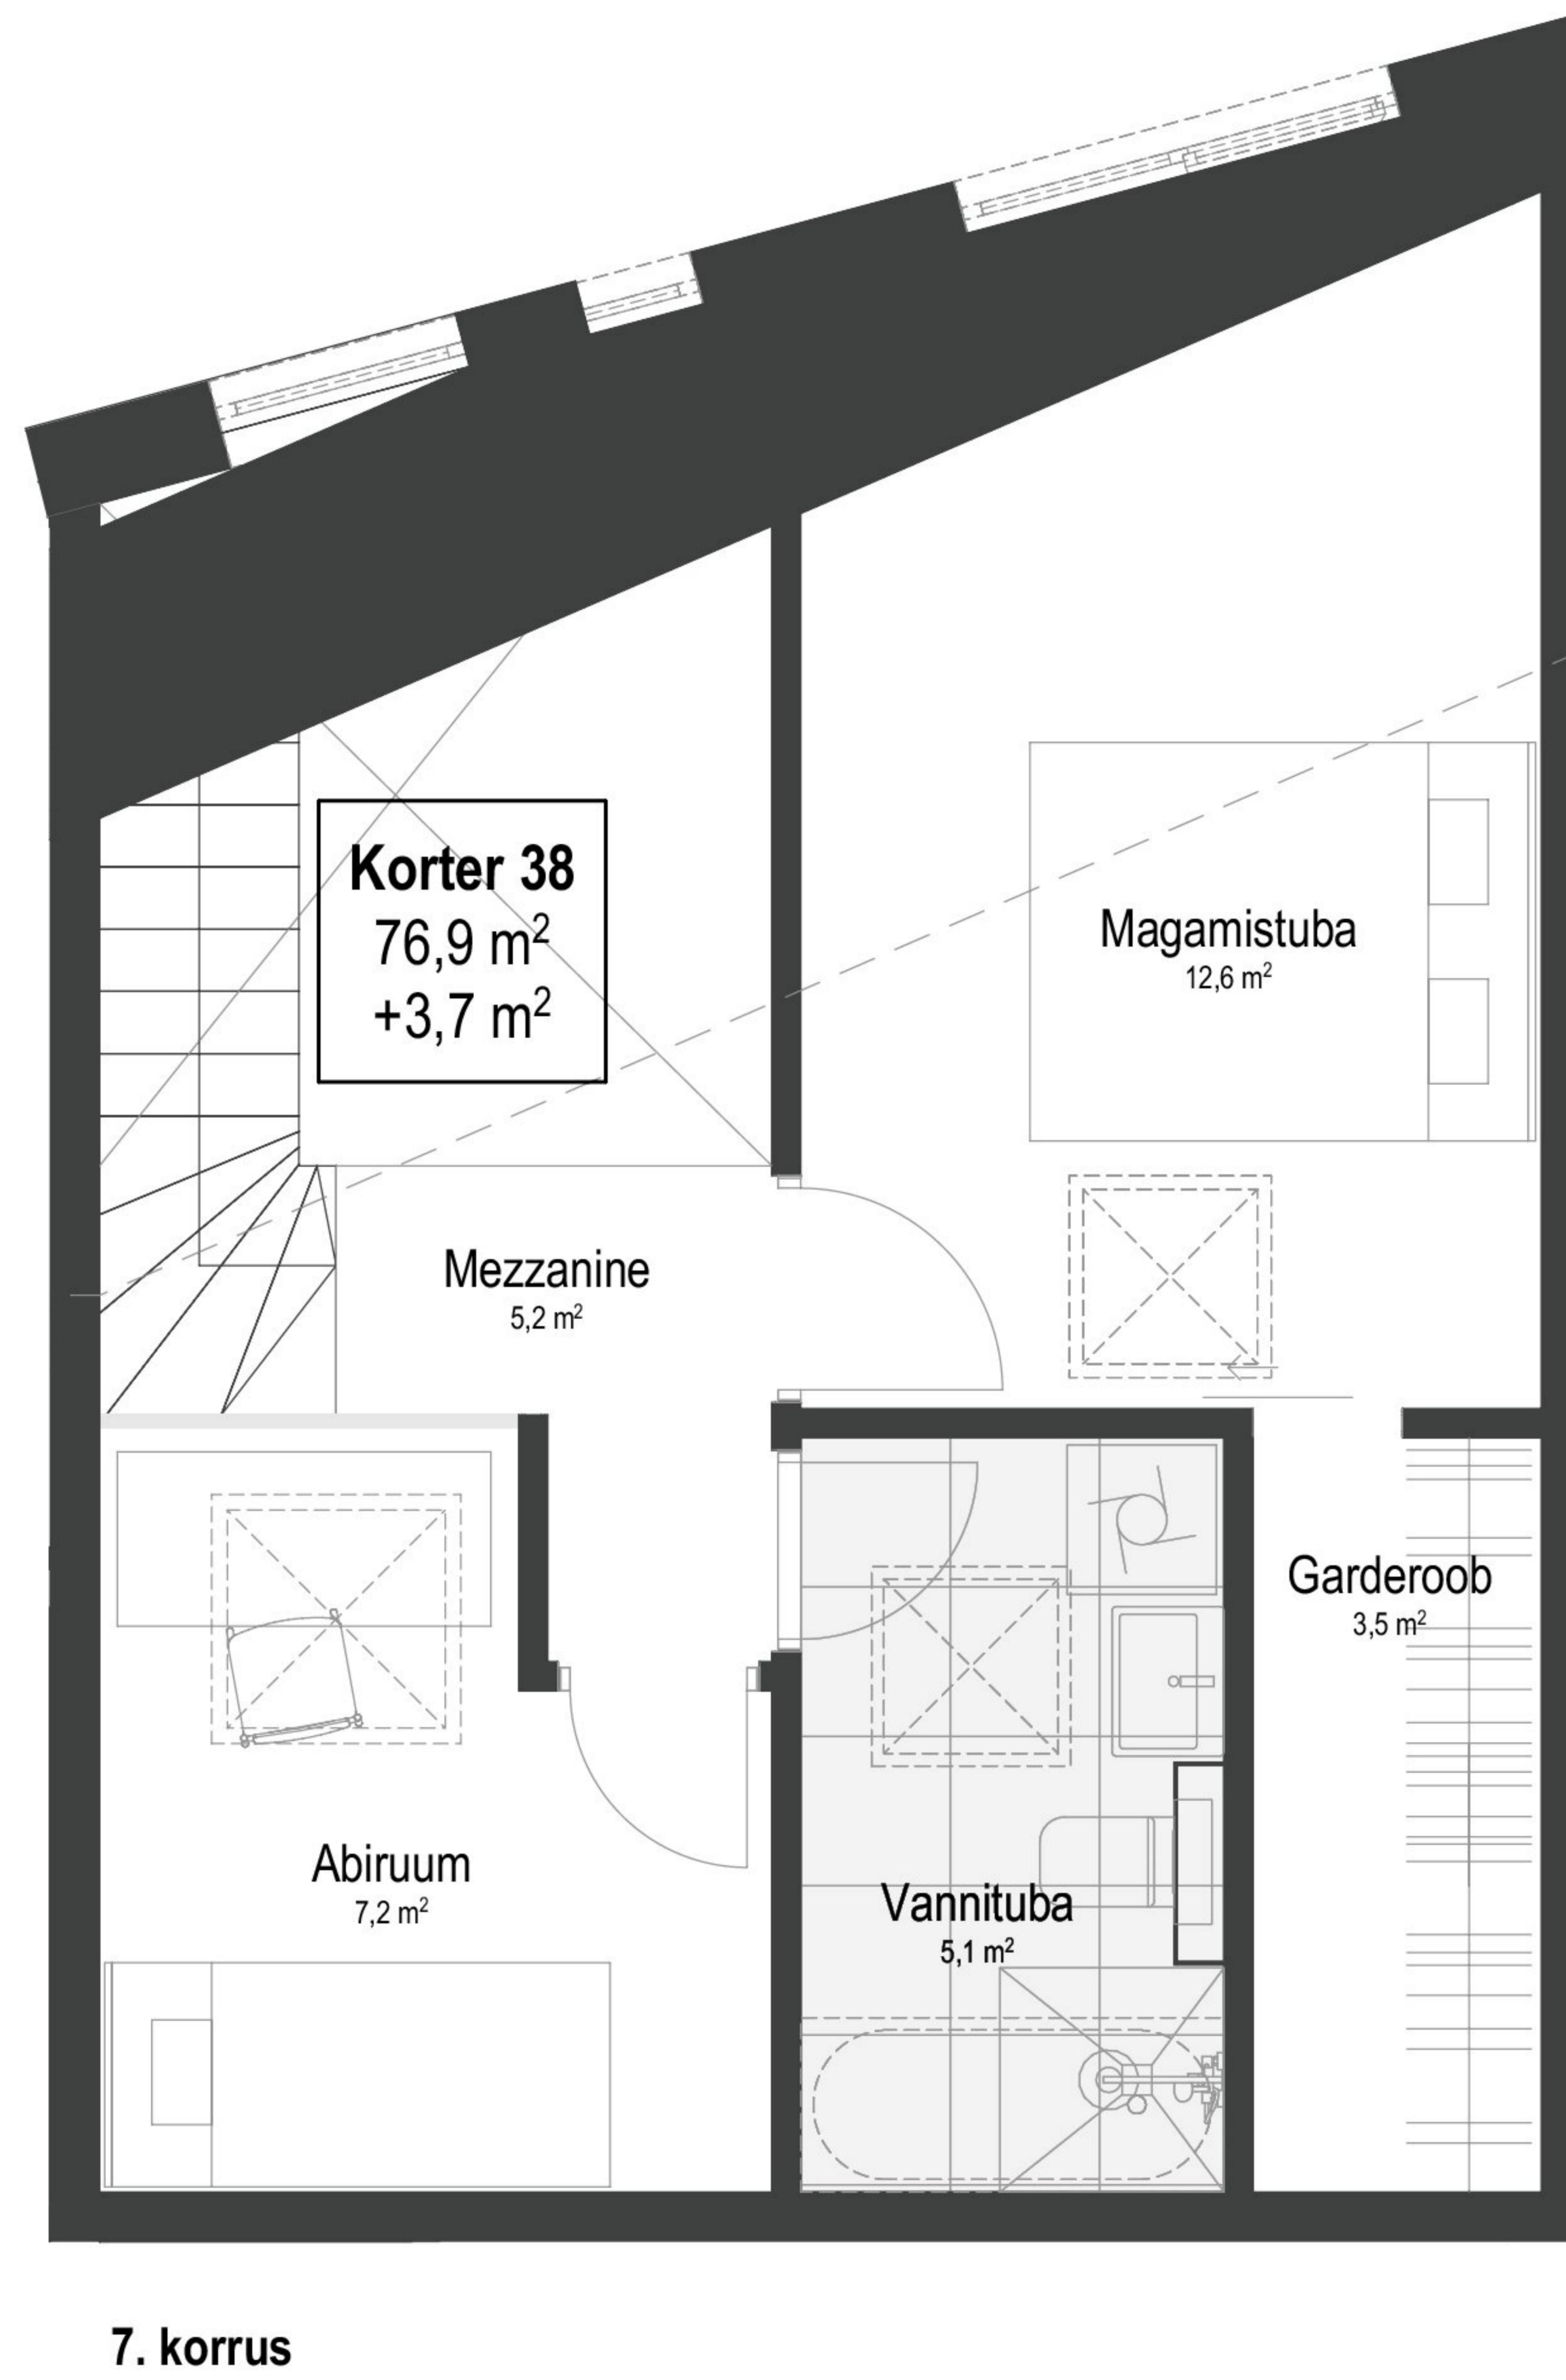 Korter 38
76,9 m²
+3,7 m²
Magamistuba
12,6 m²
Mezzanine
5,2 m²
Garderoob
3,5 m²
Abiruum
7,2 m²
Vannituba
5,1 m²
7. korrus